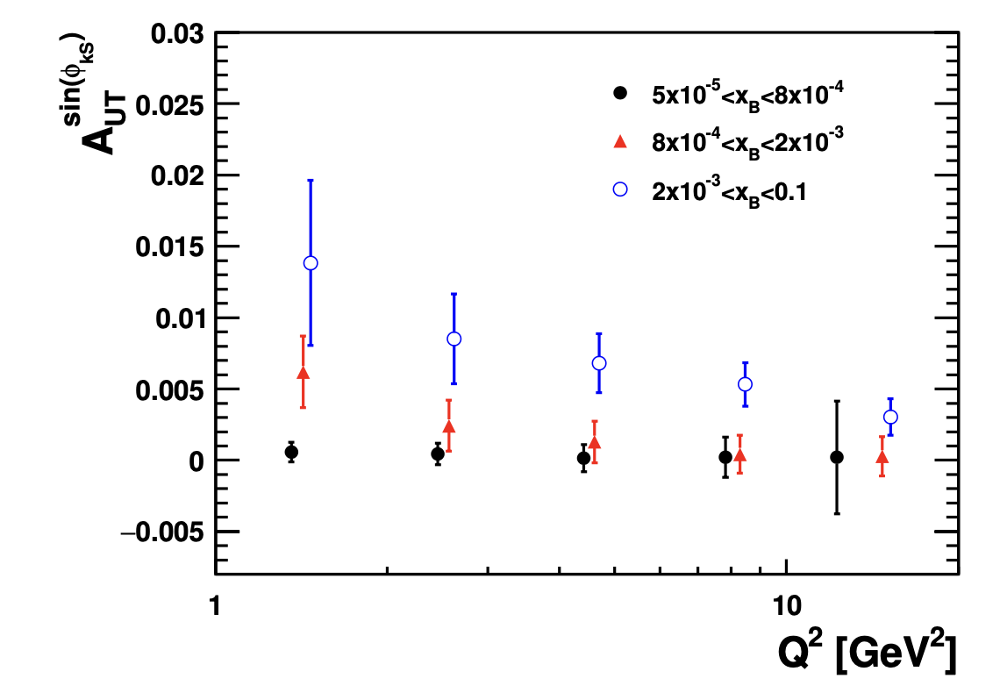 A_UT^sin(ϕ_kS)
0.03
0.025
0.02
0.015
0.01
0.005
0
−0.005
5x10^-5<x_B<8x10^-4
8x10^-4<x_B<2x10^-3
2x10^-3<x_B<0.1
1
10
Q^2 [GeV^2]